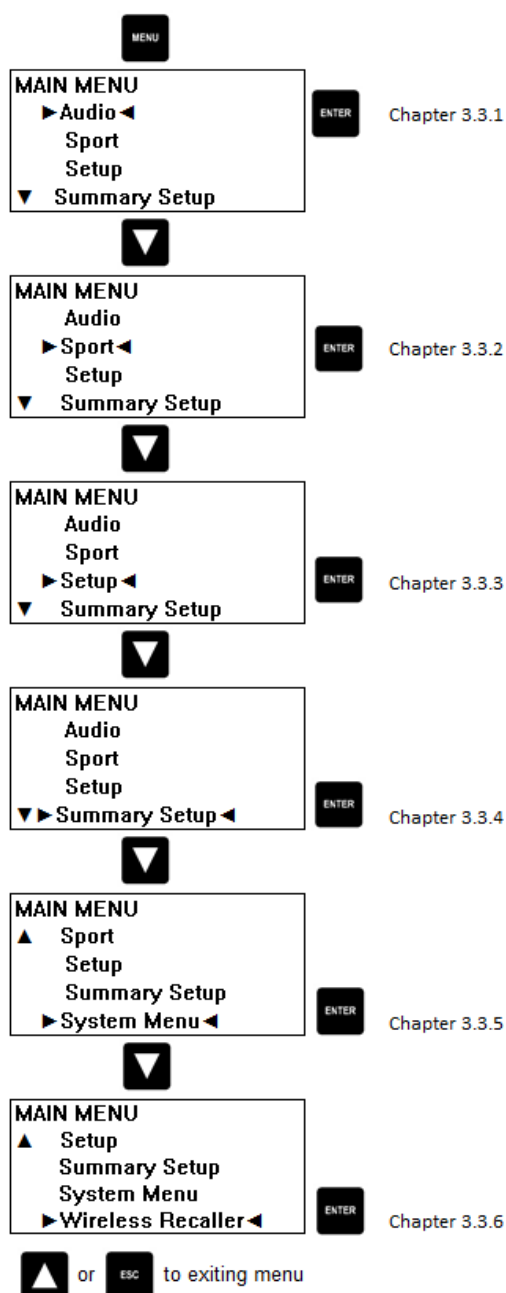 MENU
MAIN MENU
►Audio◄
Sport
Setup
▼ Summary Setup
ENTER Chapter 3.3.1
▼
MAIN MENU
Audio
►Sport◄
Setup
▼ Summary Setup
ENTER Chapter 3.3.2
▼
MAIN MENU
Audio
Sport
►Setup◄
▼ Summary Setup
ENTER Chapter 3.3.3
▼
MAIN MENU
Audio
Sport
Setup
▼►Summary Setup◄
ENTER Chapter 3.3.4
▼
MAIN MENU
▲ Sport
Setup
Summary Setup
►System Menu◄
ENTER Chapter 3.3.5
▼
MAIN MENU
▲ Setup
Summary Setup
System Menu
►Wireless Recaller◄
ENTER Chapter 3.3.6
▲ or ESC to exiting menu